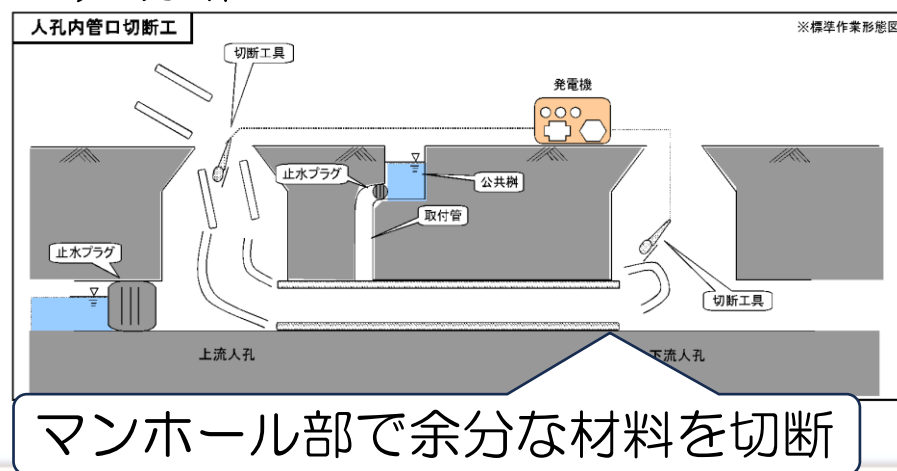 人孔内管口切断工
※標準作業形態図
切断工具
発電機
止水プラグ
公共桝
取付管
止水プラグ
切断工具
上流人孔
下流人孔
マンホール部で余分な材料を切断